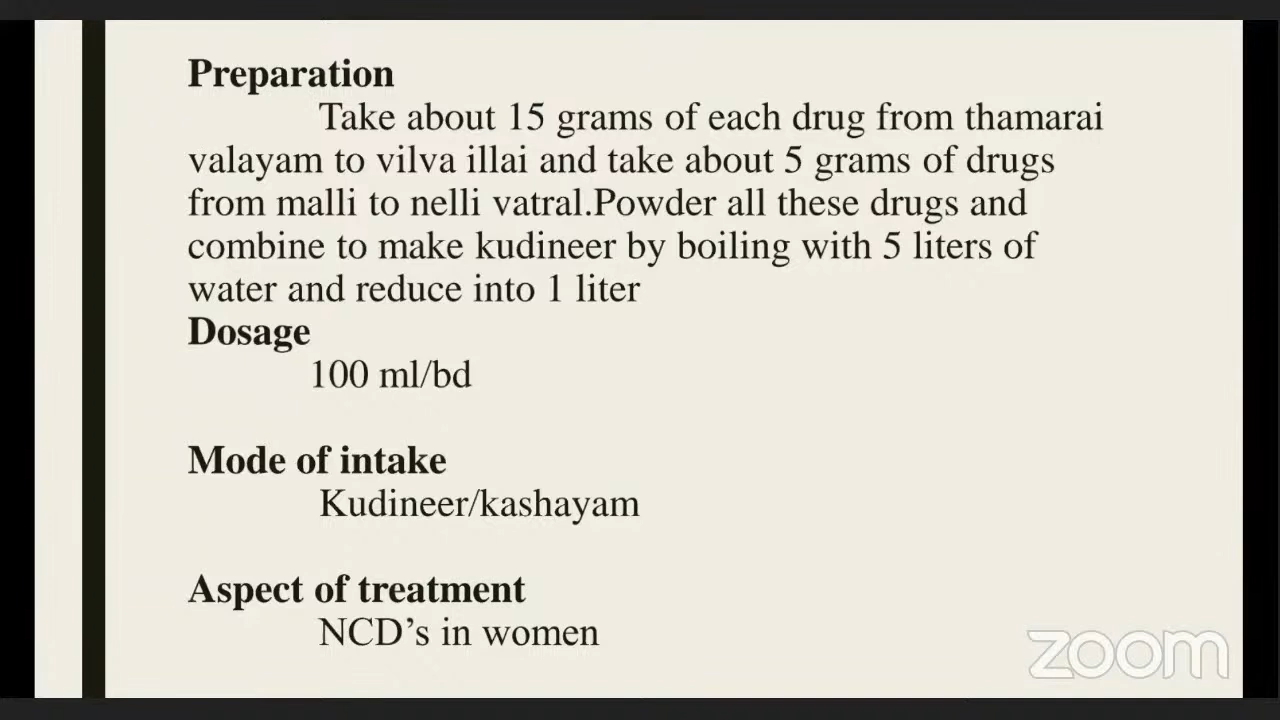 Preparation
Take about 15 grams of each drug from thamarai
valayam to vilva illai and take about 5 grams of drugs
from malli to nelli vatral.Powder all these drugs and
combine to make kudineer by boiling with 5 liters of
water and reduce into 1 liter
Dosage
100 ml/bd
Mode of intake
Kudineer/kashayam
Aspect of treatment
NCD’s in women
zoom